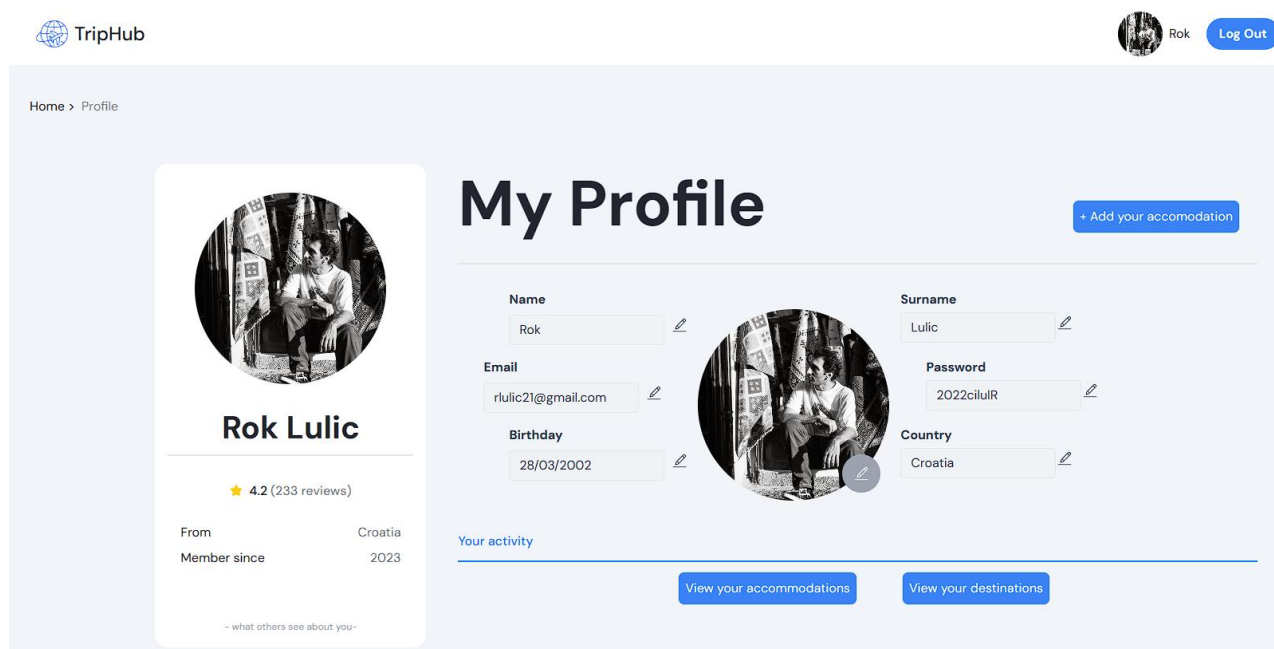 TripHub
Rok
Log Out
Home > Profile
Rok Lulic
4.2 (233 reviews)
From Croatia
Member since 2023
- what others see about you-
My Profile
+ Add your accomodation
Name
Rok
Surname
Lulic
Email
rlulic21@gmail.com
Password
2022cilulR
Birthday
28/03/2002
Country
Croatia
Your activity
View your accommodations
View your destinations